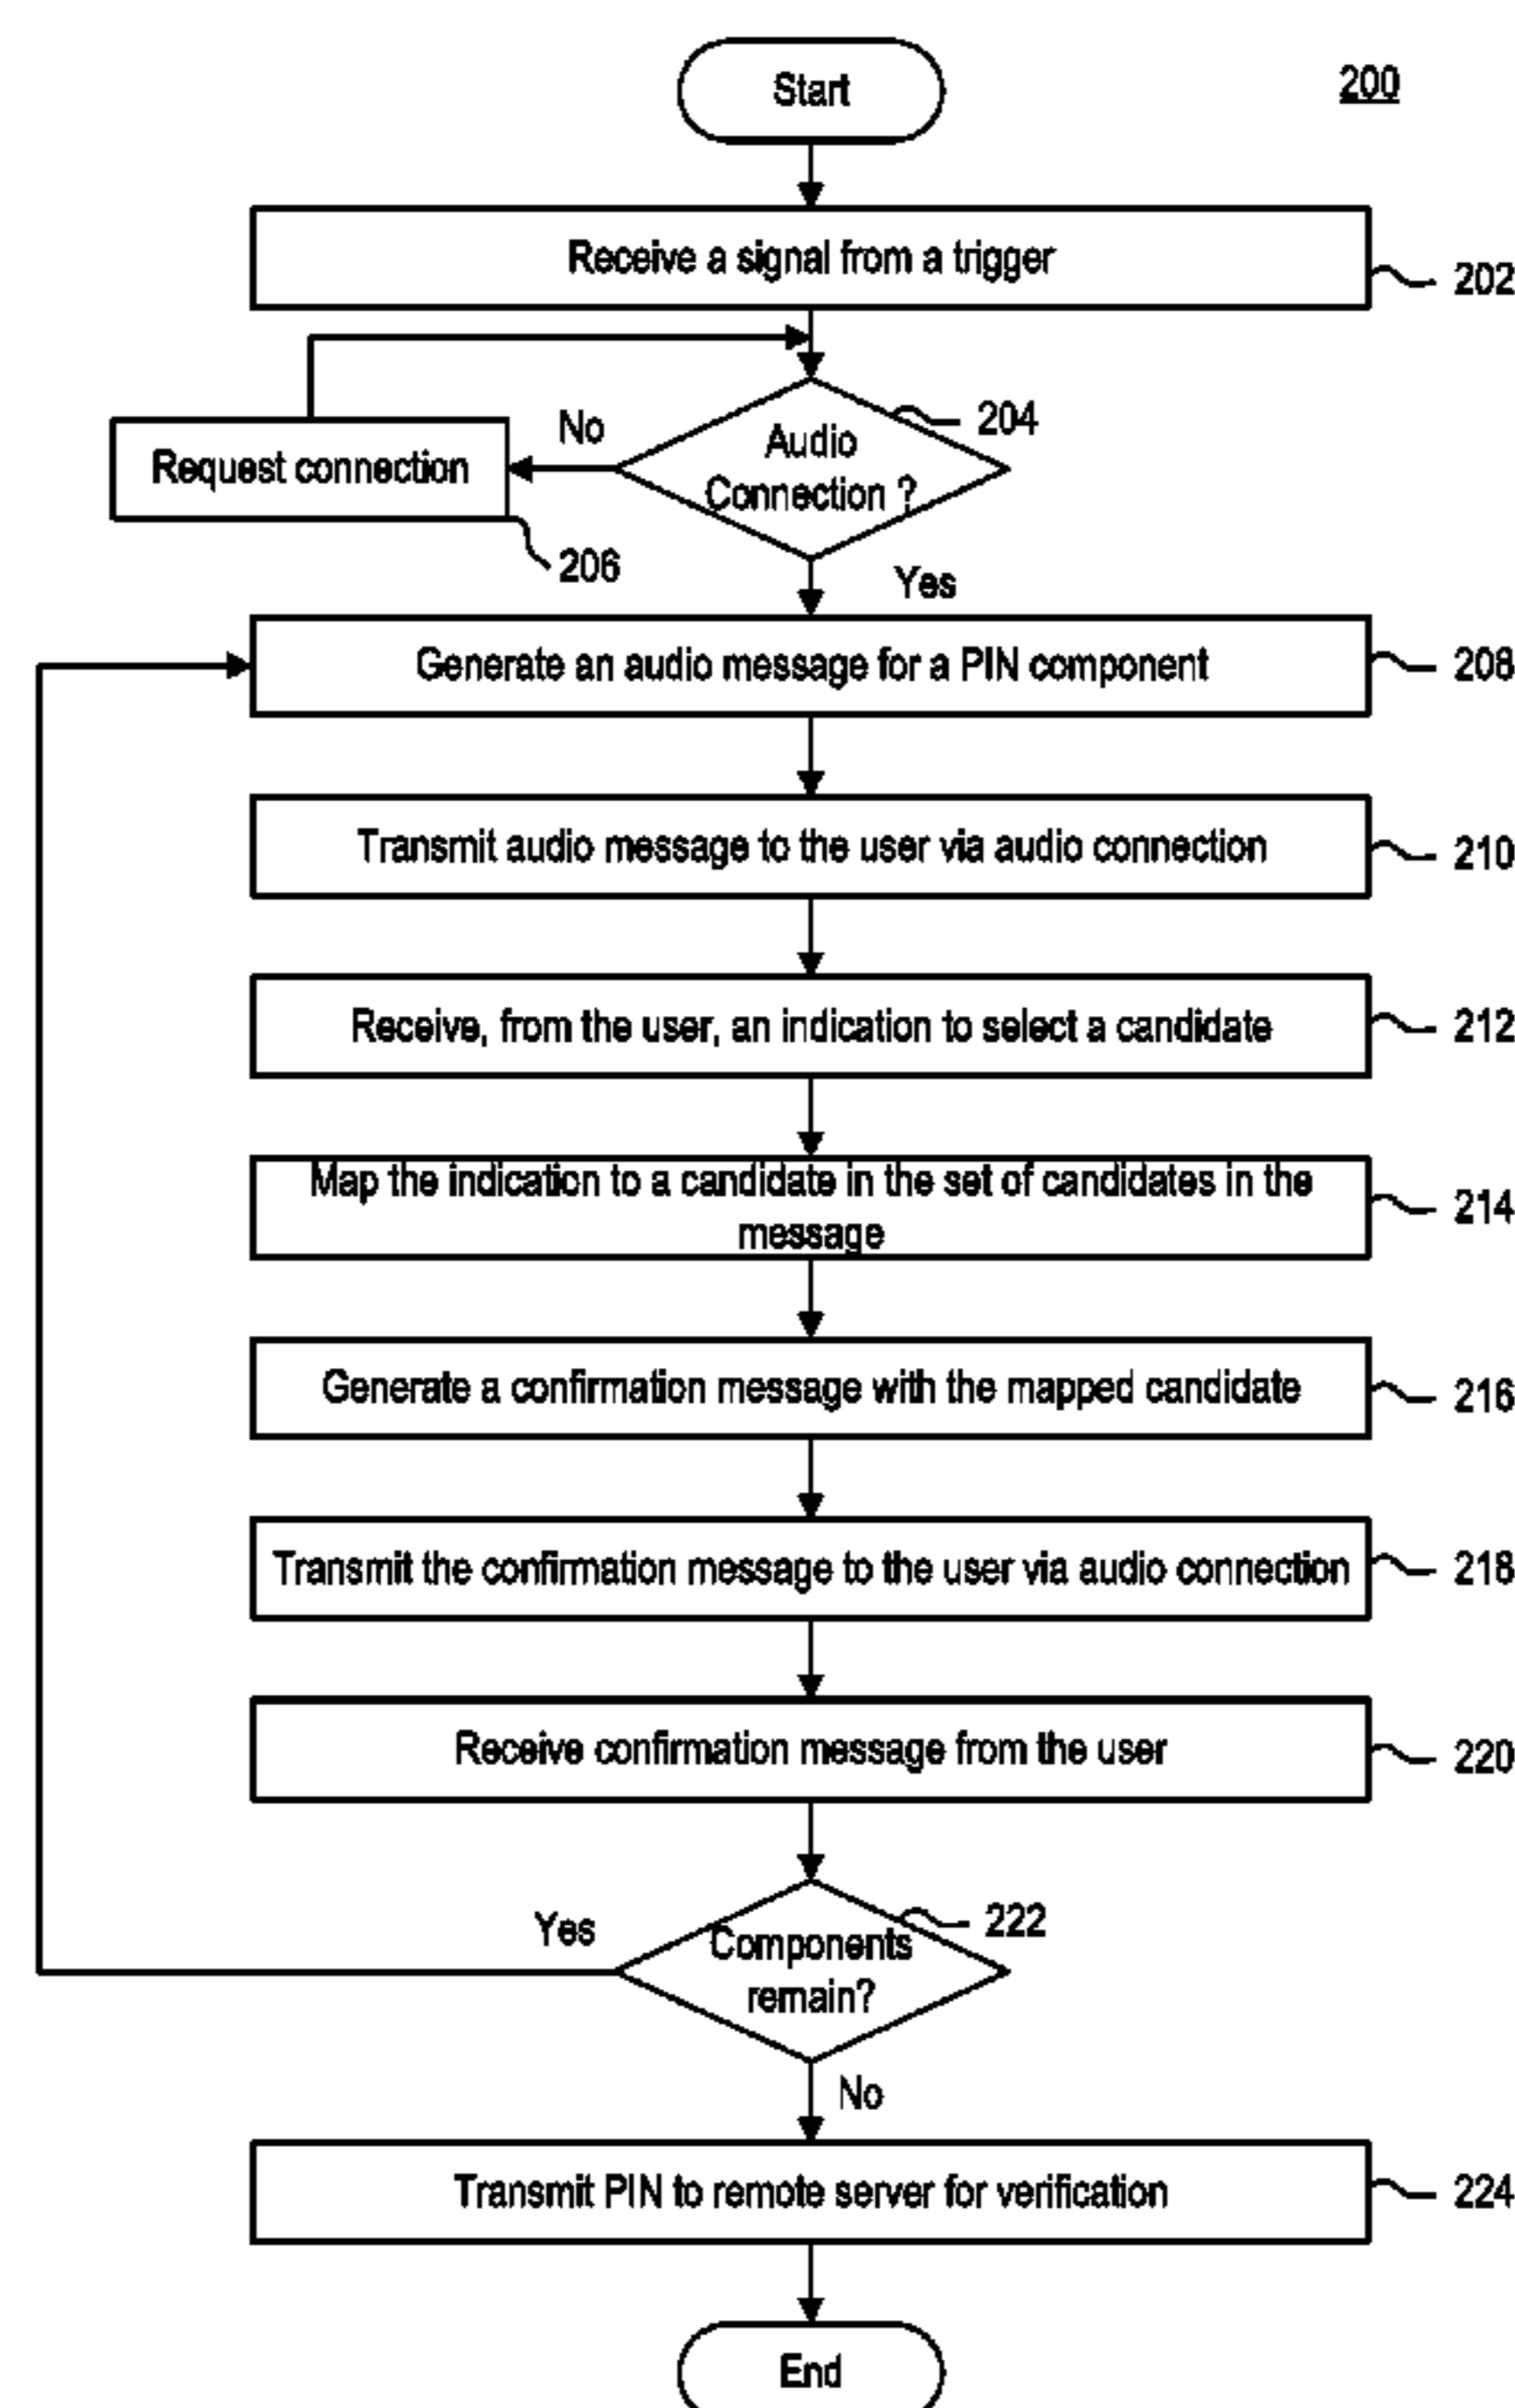 Start
200
Receive a signal from a trigger
202
204
Audio
Connection ?
No
Request connection
206
Yes
Generate an audio message for a PIN component
208
Transmit audio message to the user via audio connection
210
Receive, from the user, an indication to select a candidate
212
Map the indication to a candidate in the set of candidates in the
message
214
Generate a confirmation message with the mapped candidate
216
Transmit the confirmation message to the user via audio connection
218
Receive confirmation message from the user
220
222
Yes
Components
remain?
No
Transmit PIN to remote server for verification
224
End